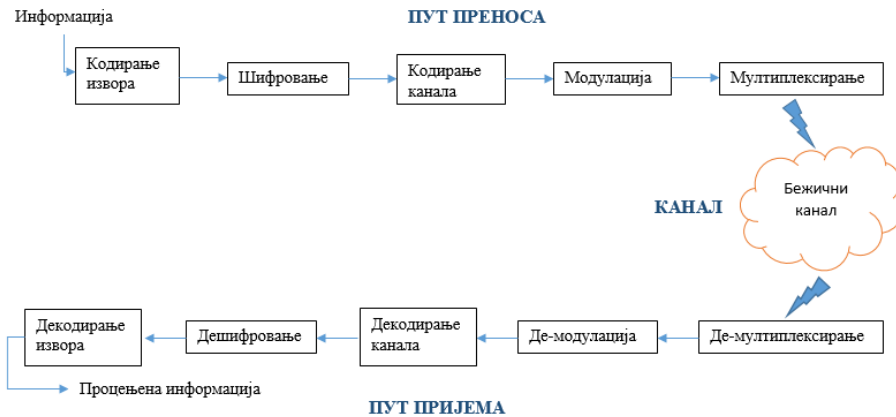 Информација
ПУТ ПРЕНОСА
Кодирање
извора
Шифровање
Кодирање
канала
Модулација
Мултиплексирање
КАНАЛ
Бежични
канал
Де-мултиплексирање
Де-модулација
Декодирање
канала
Дешифровање
Декодирање
извора
Процењена информација
ПУТ ПРИЈЕМА